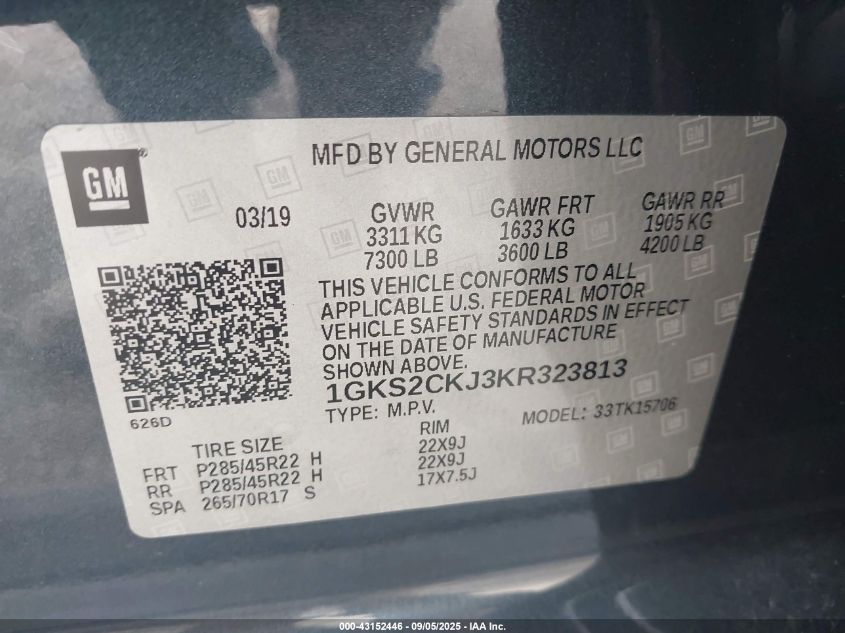 GM
MFD BY GENERAL MOTORS LLC
03/19
GVWR GAWR FRT GAWR RR
3311 KG 1633 KG 1905 KG
7300 LB 3600 LB 4200 LB
THIS VEHICLE CONFORMS TO ALL
APPLICABLE U.S. FEDERAL MOTOR
VEHICLE SAFETY STANDARDS IN EFFECT
ON THE DATE OF MANUFACTURE
SHOWN ABOVE.
1GKS2CKJ3KR323813
626D
TYPE: M.P.V. MODEL: 33TK15706
TIRE SIZE RIM
FRT P285/45R22 H 22X9J
RR P285/45R22 H 22X9J
SPA 265/70R17 S 17X7.5J
000-43152446 - 09/05/2025 - IAA Inc.